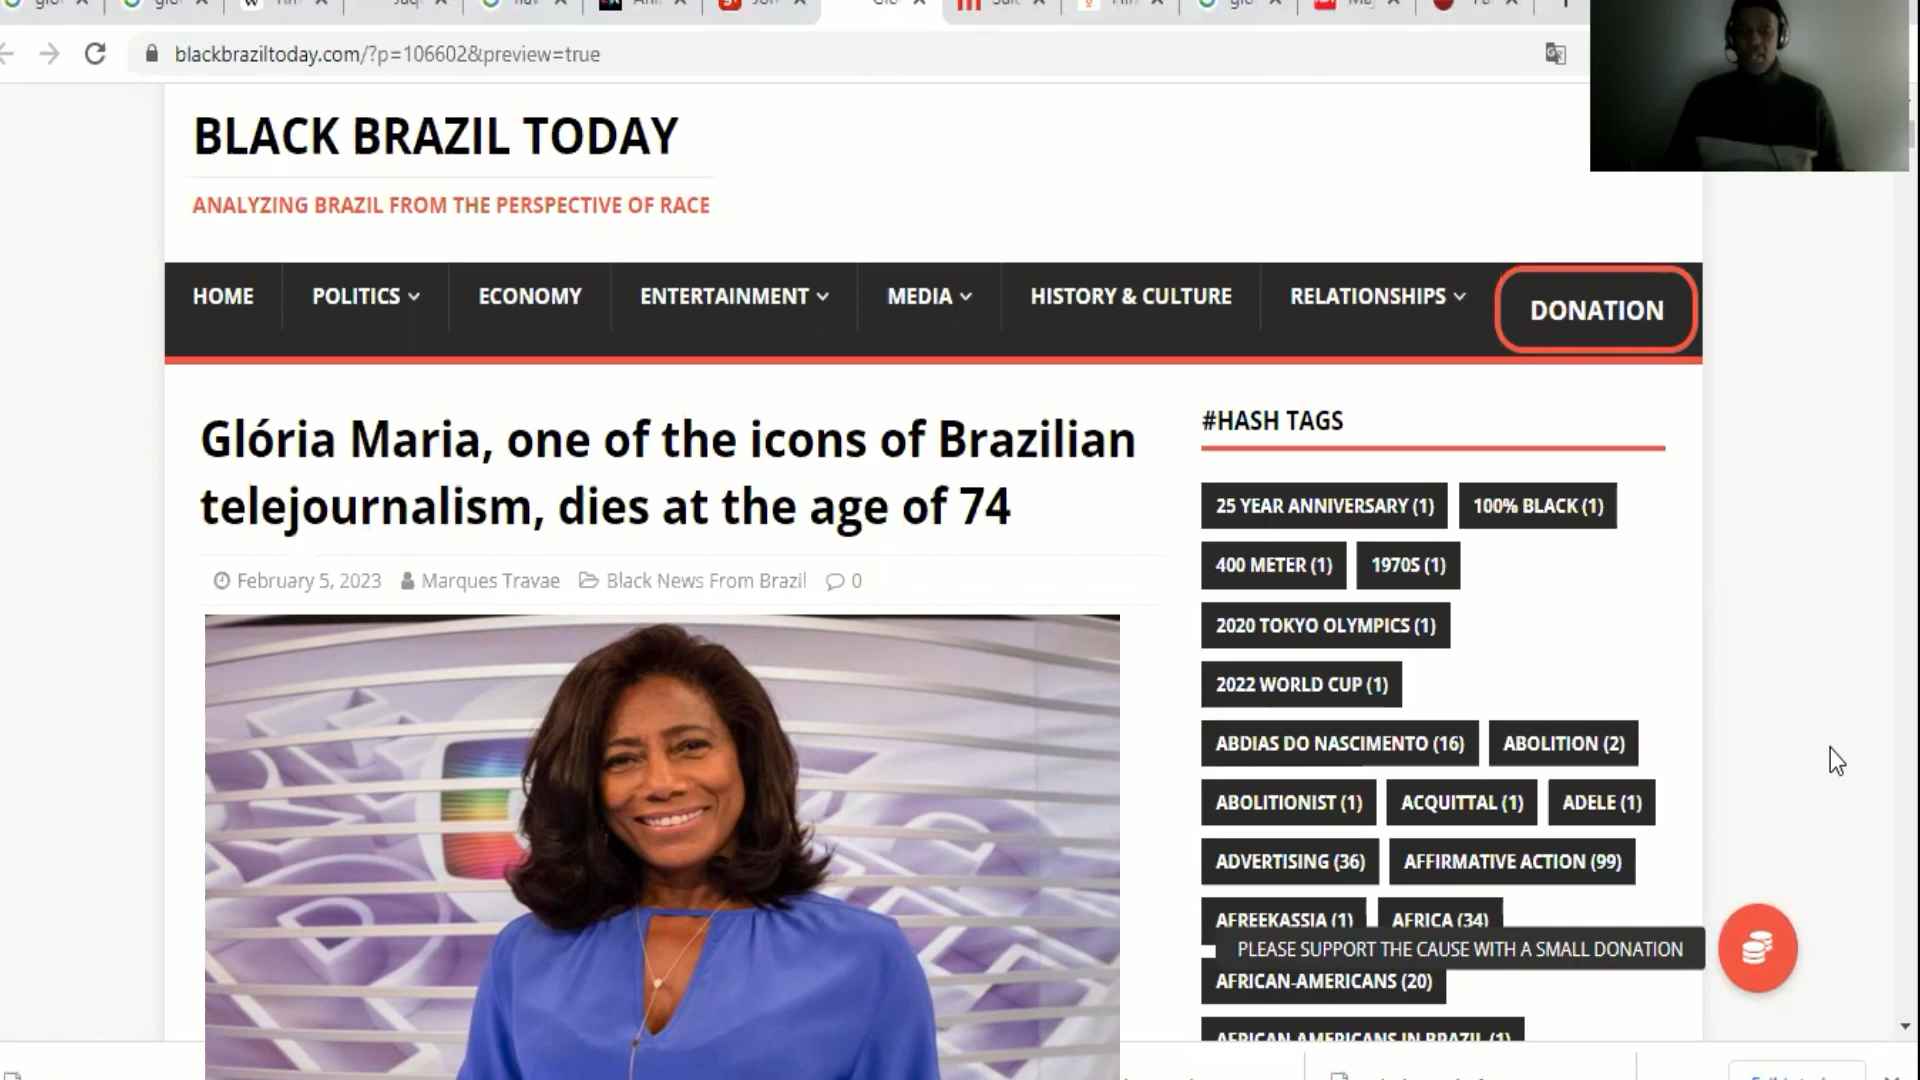 blackbraziltoday.com/?p=106602&preview=true
BLACK BRAZIL TODAY
ANALYZING BRAZIL FROM THE PERSPECTIVE OF RACE
HOME POLITICS ECONOMY ENTERTAINMENT MEDIA HISTORY & CULTURE RELATIONSHIPS DONATION
Glória Maria, one of the icons of Brazilian
telejournalism, dies at the age of 74
February 5, 2023 Marques Travae Black News From Brazil 0
#HASH TAGS
25 YEAR ANNIVERSARY (1) 100% BLACK (1)
400 METER (1) 1970S (1)
2020 TOKYO OLYMPICS (1)
2022 WORLD CUP (1)
ABDIAS DO NASCIMENTO (16) ABOLITION (2)
ABOLITIONIST (1) ACQUITTAL (1) ADELE (1)
ADVERTISING (36) AFFIRMATIVE ACTION (99)
AFREEKASSIA (1) AFRICA (34)
PLEASE SUPPORT THE CAUSE WITH A SMALL DONATION
AFRICAN-AMERICANS (20)
AFRICAN-AMERICANS IN BRAZIL (1)